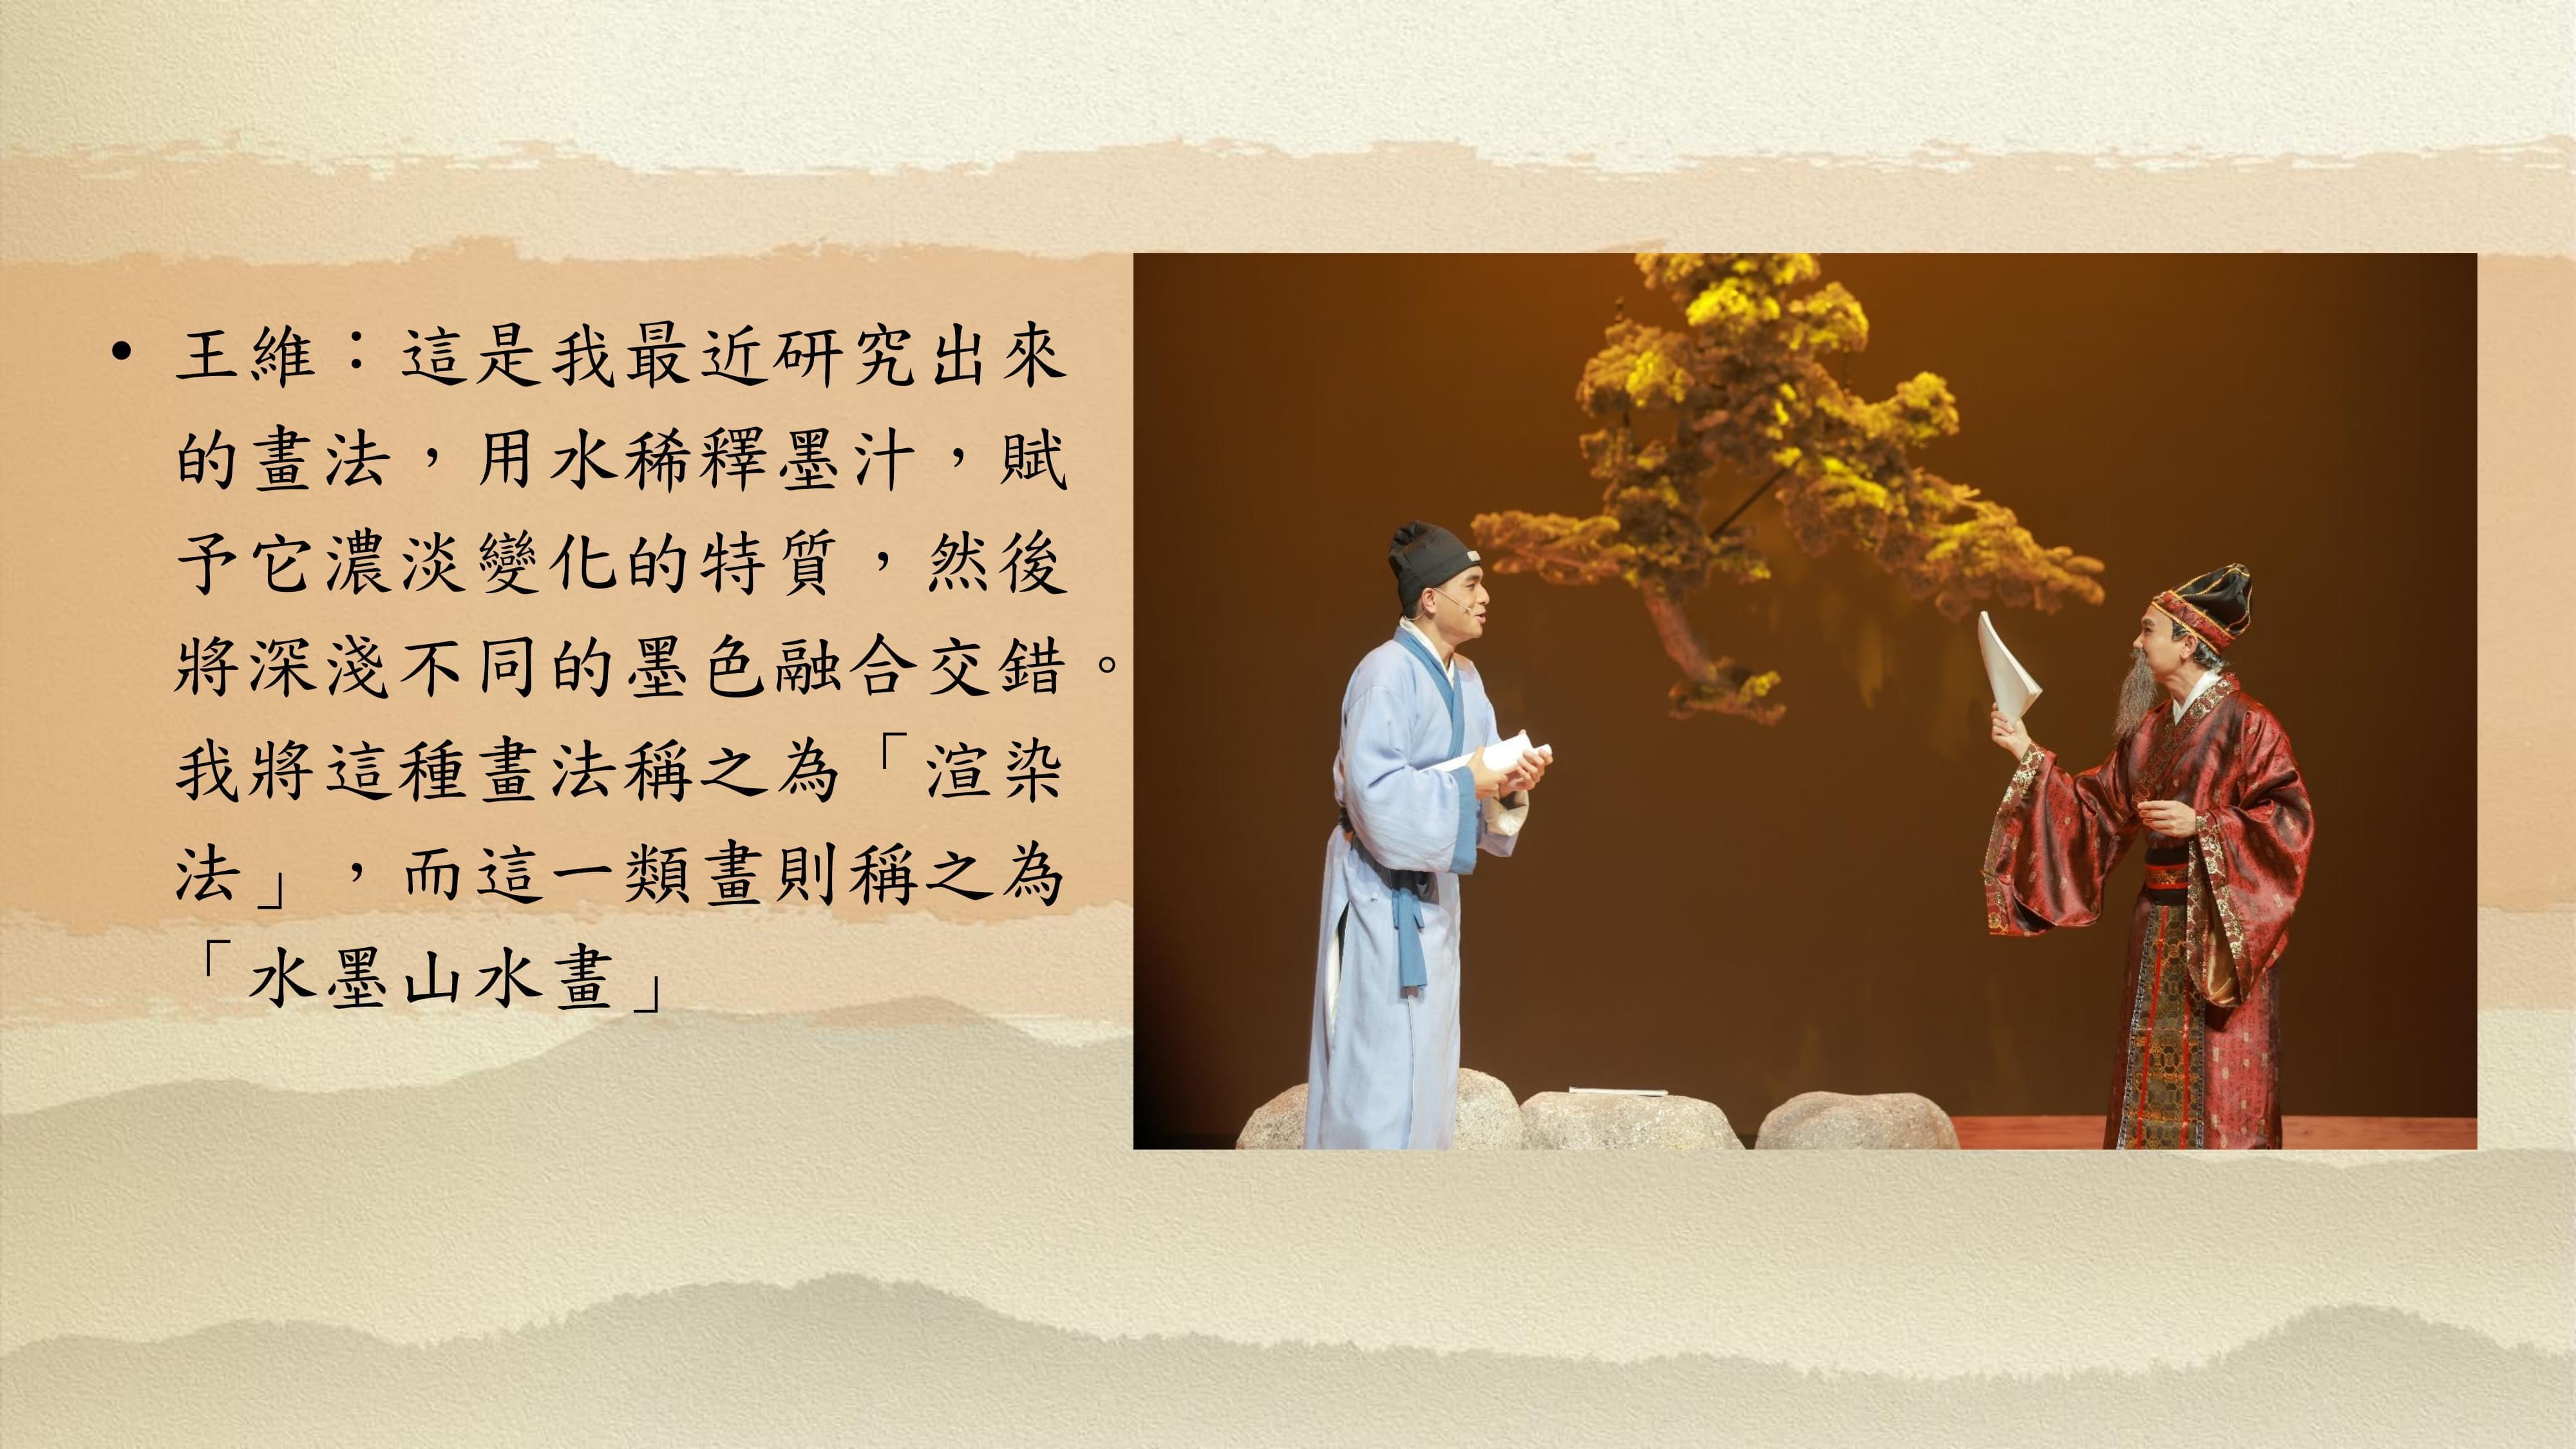 • 王維：這是我最近研究出來
的畫法，用水稀釋墨汁，賦
予它濃淡變化的特質，然後
將深淺不同的墨色融合交錯。
我將這種畫法稱之為「渲染
法」，而這一類畫則稱之為
「水墨山水畫」